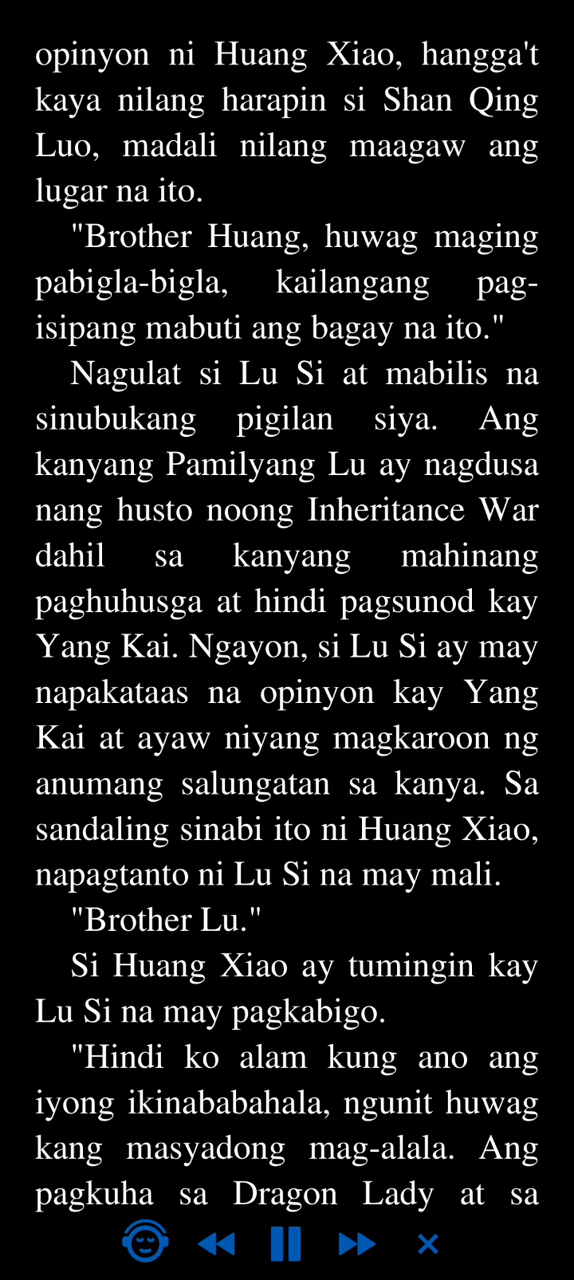 opinyon ni Huang Xiao, hangga't
kaya nilang harapin si Shan Qing
Luo, madali nilang maagaw ang
lugar na ito.
"Brother Huang, huwag maging
pabigla-bigla, kailangang pag-
isipang mabuti ang bagay na ito."
Nagulat si Lu Si at mabilis na
sinubukang pigilan siya. Ang
kanyang Pamilyang Lu ay nagdusa
nang husto noong Inheritance War
dahil sa kanyang mahinang
paghuhusga at hindi pagsunod kay
Yang Kai. Ngayon, si Lu Si ay may
napakataas na opinyon kay Yang
Kai at ayaw niyang magkaroon ng
anumang salungatan sa kanya. Sa
sandaling sinabi ito ni Huang Xiao,
napagtanto ni Lu Si na may mali.
"Brother Lu."
Si Huang Xiao ay tumingin kay
Lu Si na may pagkabigo.
"Hindi ko alam kung ano ang
iyong ikinababahala, ngunit huwag
kang masyadong mag-alala. Ang
pagkuha sa Dragon Lady at sa